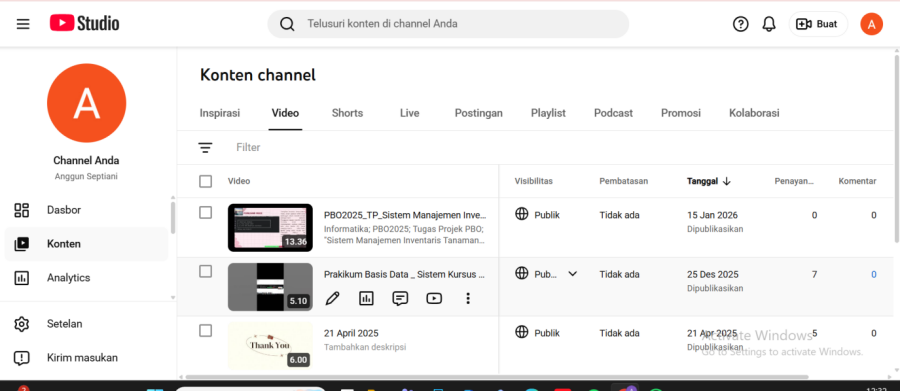 Studio
Telusuri konten di channel Anda
Buat
A
A
Channel Anda
Anggun Septiani
Dasbor
Konten
Analytics
Setelan
Kirim masukan
Konten channel
Inspirasi Video Shorts Live Postingan Playlist Podcast Promosi Kolaborasi
Filter
Video Visibilitas Pembatasan Tanggal Penayan... Komentar
13.36
PBO2025_TP_Sistem Manajemen Inve...
Informatika; PBO2025; Tugas Projek PBO;
"Sistem Manajemen Inventaris Tanaman...
Publik Tidak ada 15 Jan 2026 0 0
Dipublikasikan
5.10
Prakikum Basis Data _ Sistem Kursus ...
Pub... Tidak ada 25 Des 2025 7 0
Dipublikasikan
Thank You
6.00
21 April 2025
Tambahkan deskripsi
Publik Tidak ada 21 Apr 2025 5 0
Dipublikasikan
Activate Windows
Go to Settings to activate Windows.
12:32